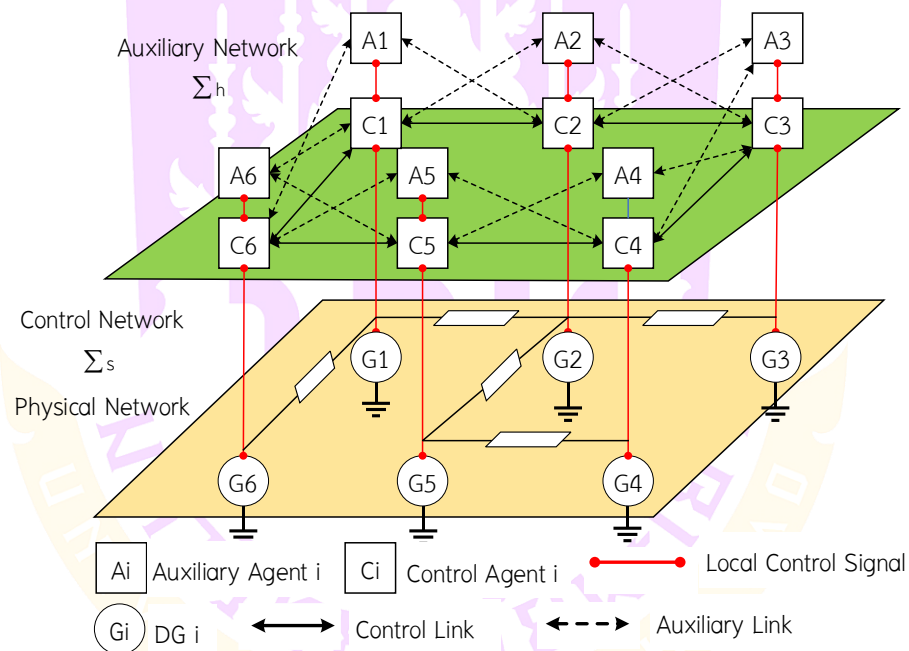 A1 A2 A3
Auxiliary Network
∑h
C1 C2 C3
A6 A5 A4
C6 C5 C4
Control Network
∑s
G1 G2 G3
Physical Network
G6 G5 G4
Ai Auxiliary Agent i Ci Control Agent i Local Control Signal
Gi DG i Control Link Auxiliary Link